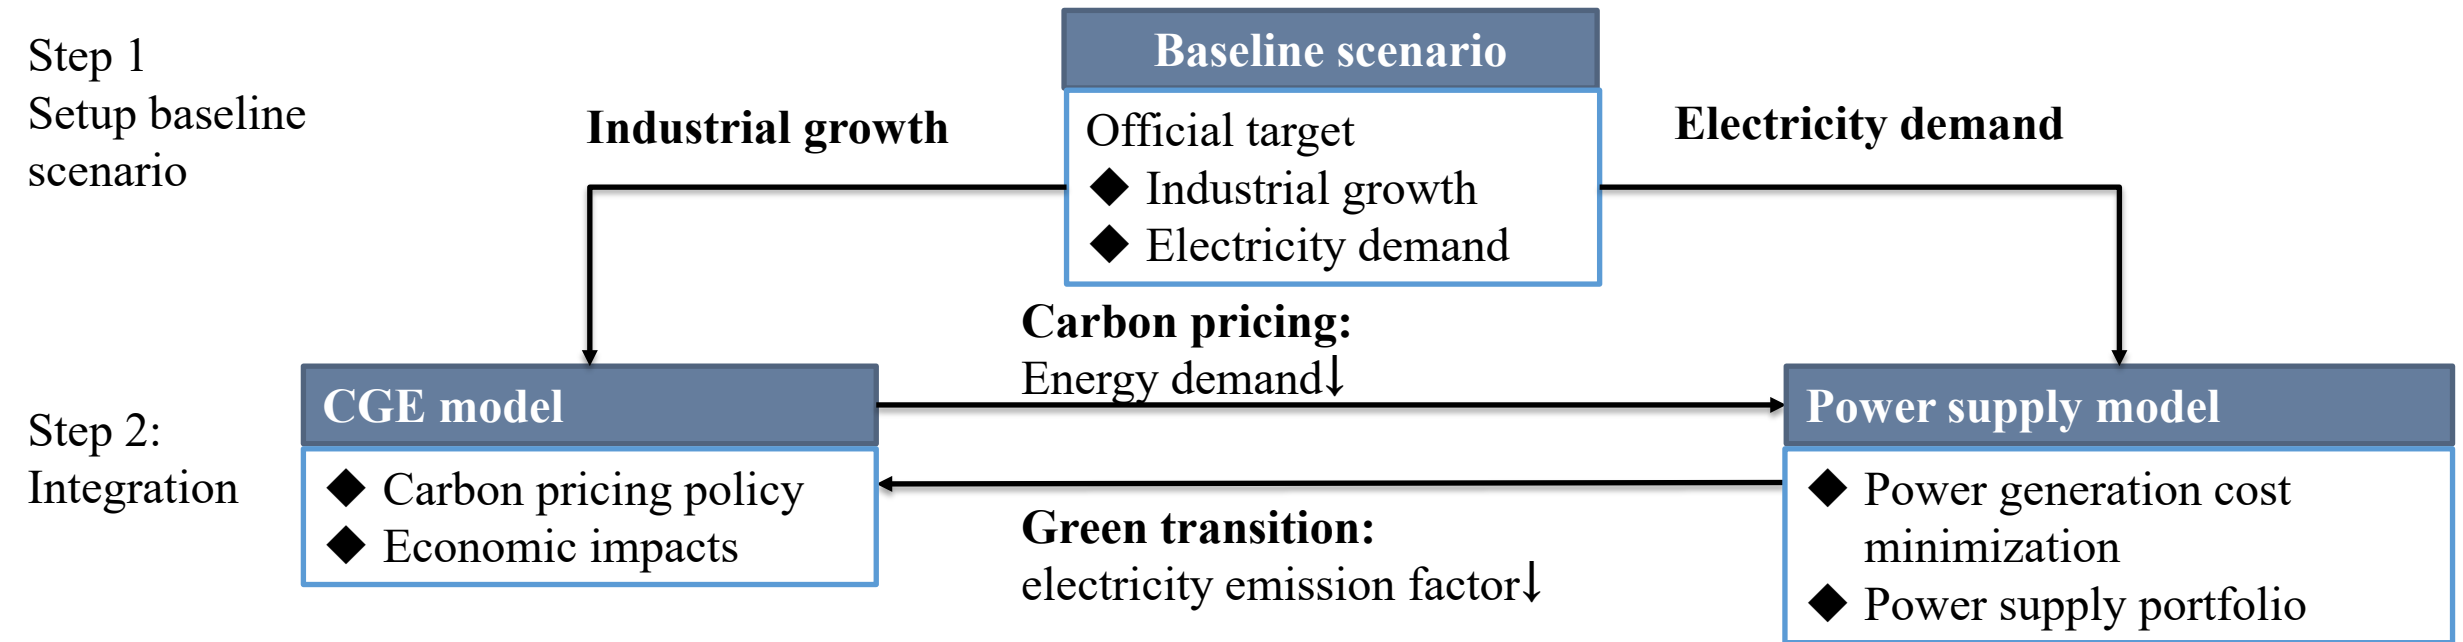 Step 1
Setup baseline
scenario
Baseline scenario
Official target
◆ Industrial growth
◆ Electricity demand
Industrial growth
Electricity demand
Carbon pricing:
Energy demand↓
Step 2:
Integration
CGE model
◆ Carbon pricing policy
◆ Economic impacts
Green transition:
electricity emission factor↓
Power supply model
◆ Power generation cost
minimization
◆ Power supply portfolio